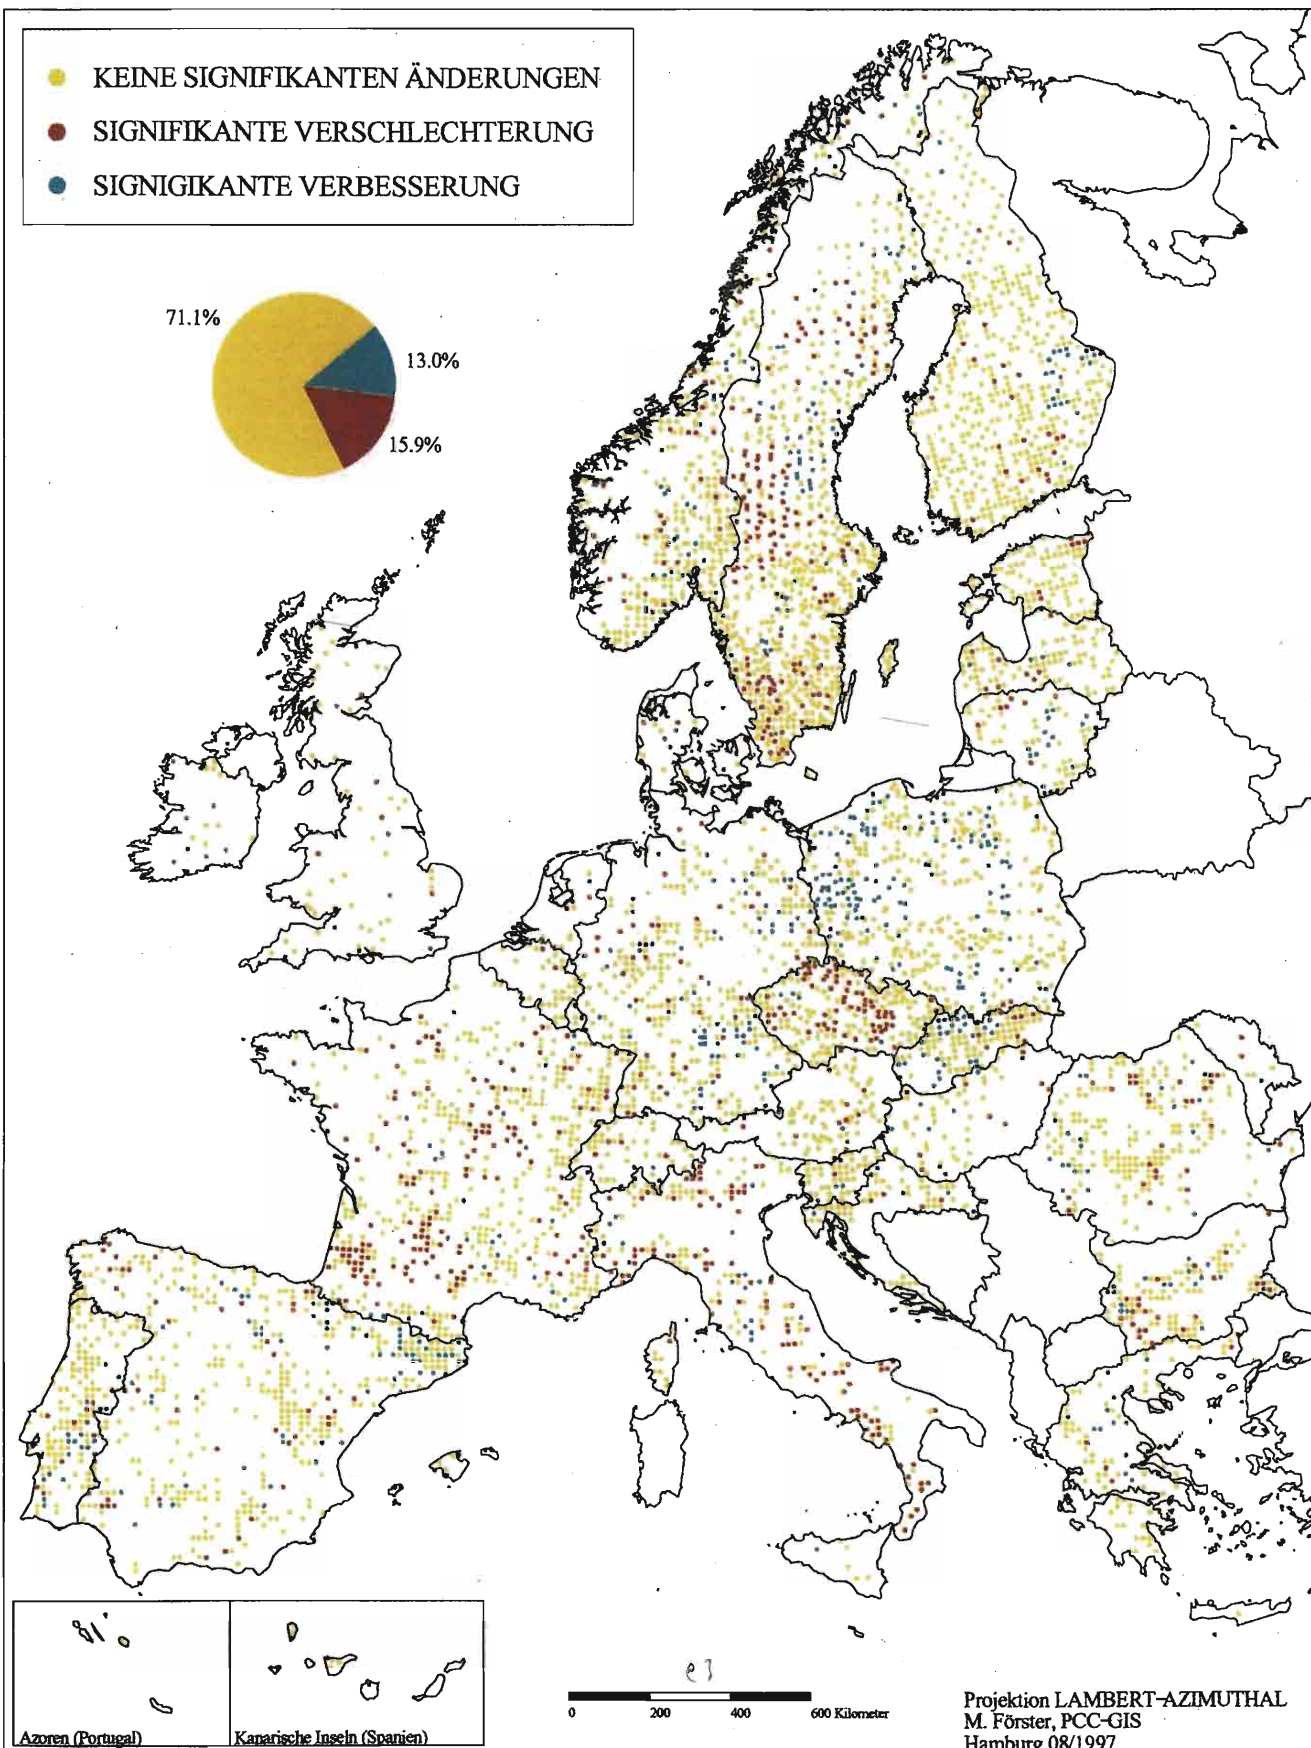 KEINE SIGNIFIKANTEN ÄNDERUNGEN
SIGNIFIKANTE VERSCHLECHTERUNG
SIGNIGIKANTE VERBESSERUNG
71.1%
13.0%
15.9%
Azoren (Portugal)
Kanarische Inseln (Spanien)
0 200 400 600 Kilometer
Projektion LAMBERT-AZIMUTHAL
M. Förster, PCC-GIS
Hamburg 08/1997